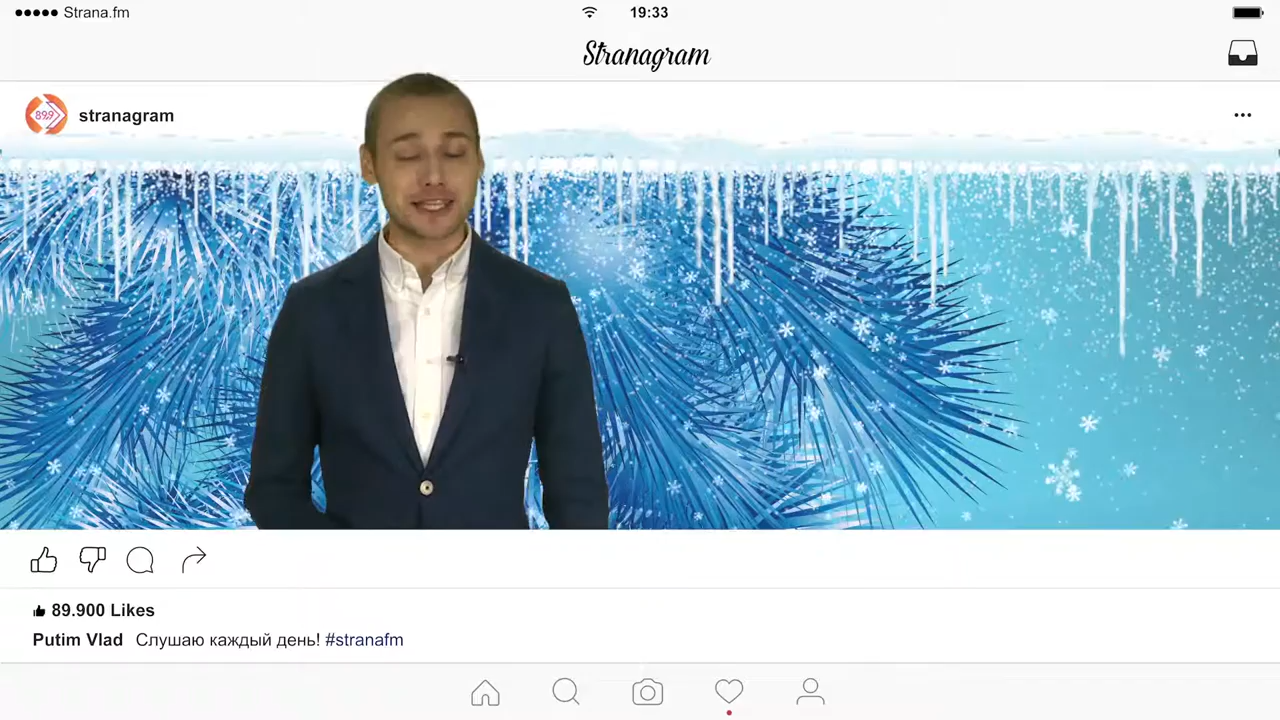 Strana.fm
19:33
Stranagram
89.9
stranagram
89.900 Likes
Putim Vlad Слушаю каждый день! #stranafm